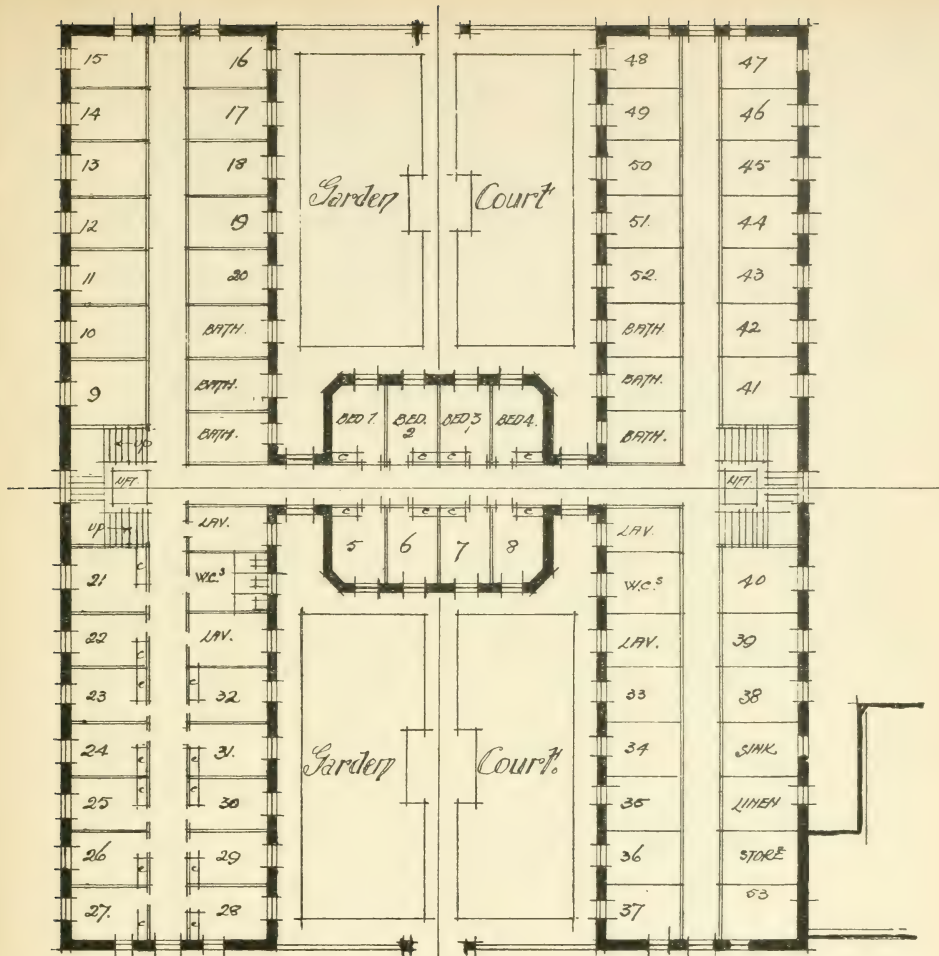 15 16 48 47
14 17 49 46
13 18 50 45
Garden Court
12 19 51. 44
11 20 52. 43
10 BATH. BATH. 42
9 BATH. BATH. 41
BED 1. BED. 2 BED 3 BED 4.
BATH. BATH.
UP
C C C C
LIFT. LIFT.
C C C C
UP LAV. LAV.
5 6 7 8
C
21 W.C.s W.C.s 40
22 LAV. LAV. 39
C
23 C C 32 33 38
24 C C 31. 34 SINK.
Garden Court.
25 C C 30 35 LINEN
26 C C 29 36 STORE
53
27. C C 28 37